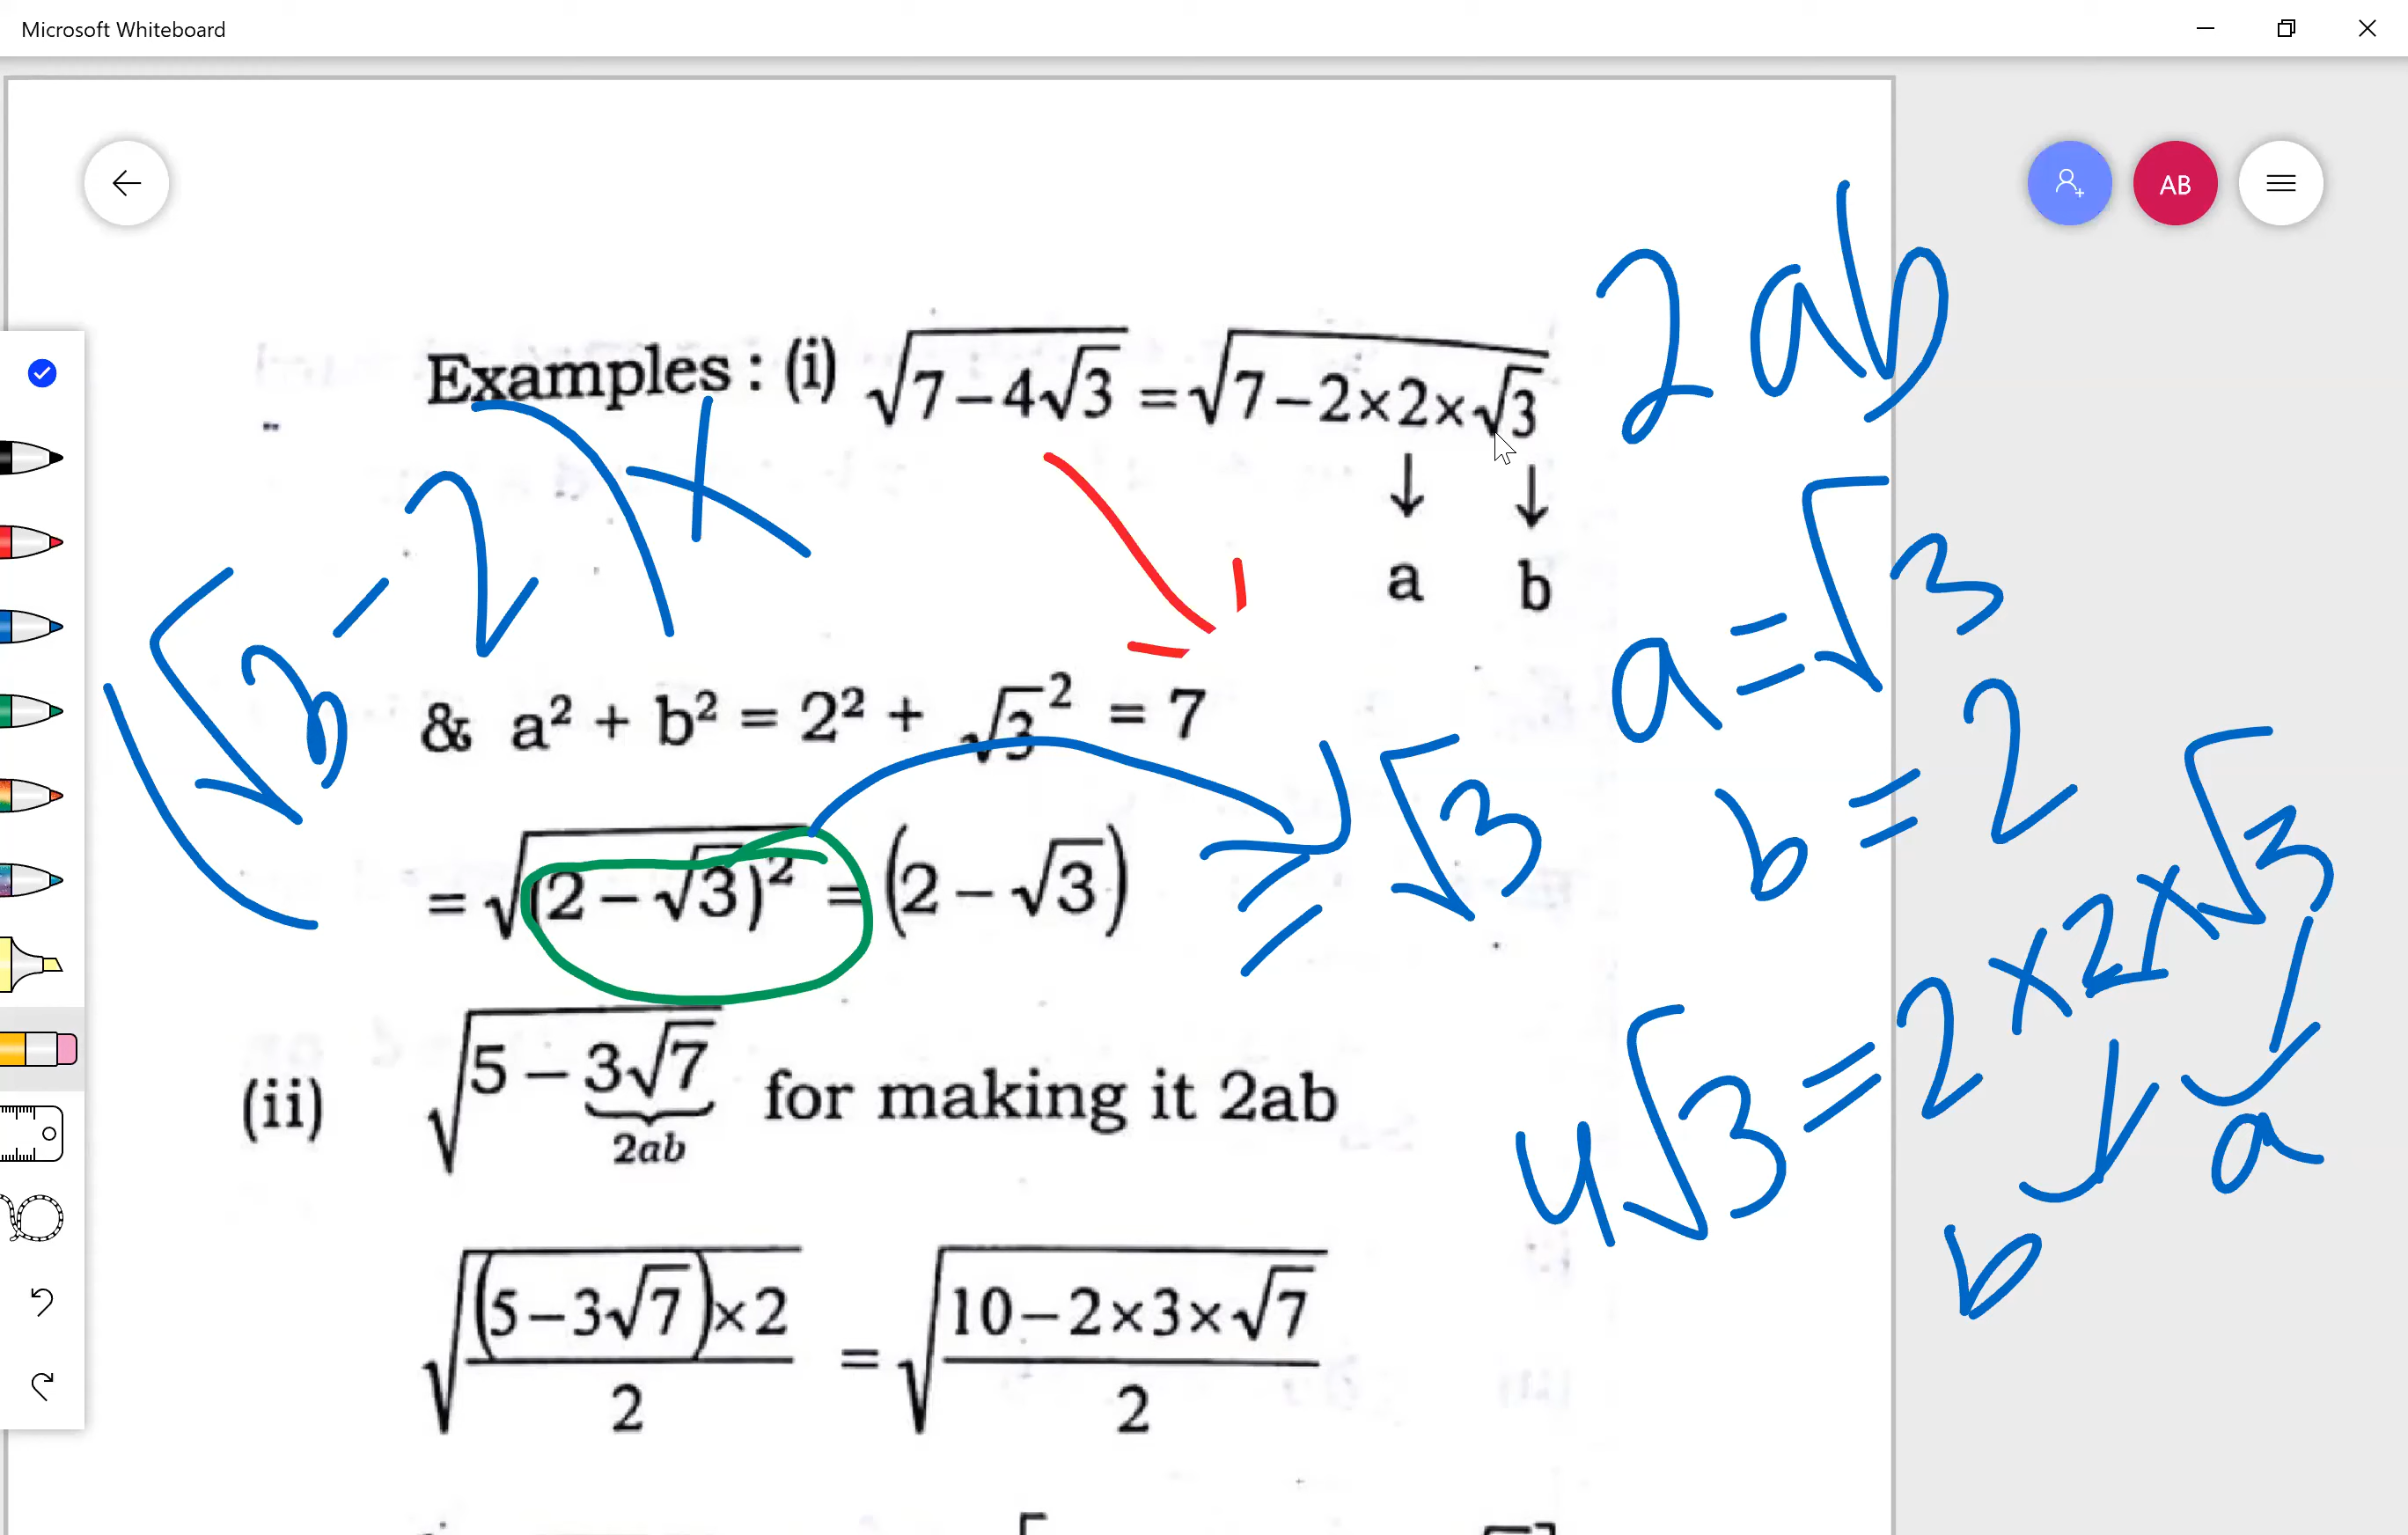 Microsoft Whiteboard
AB
2ab
Examples : (i) √(7 − 4√3) = √(7 − 2×2×√3)
↓ ↓
a b
(√3 − 2) ×
a = √3
& a² + b² = 2² + √3² = 7
b = 2
= √((2 − √3)²) = (2 − √3)
√3
4√3 = 2×2×√3
b a
(ii) √(5 − 3√7) for making it 2ab
2ab
√(((5 − 3√7)×2)/2) = √((10 − 2×3×√7)/2)